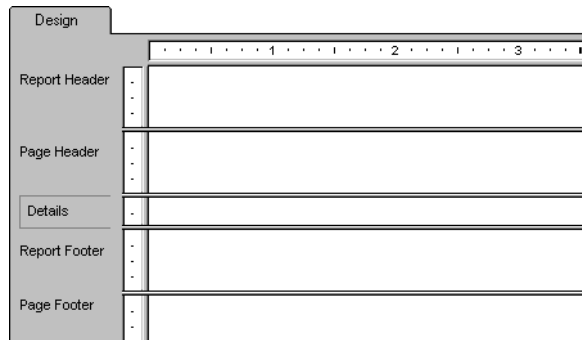 Design
1 2 3
Report Header
Page Header
Details
Report Footer
Page Footer